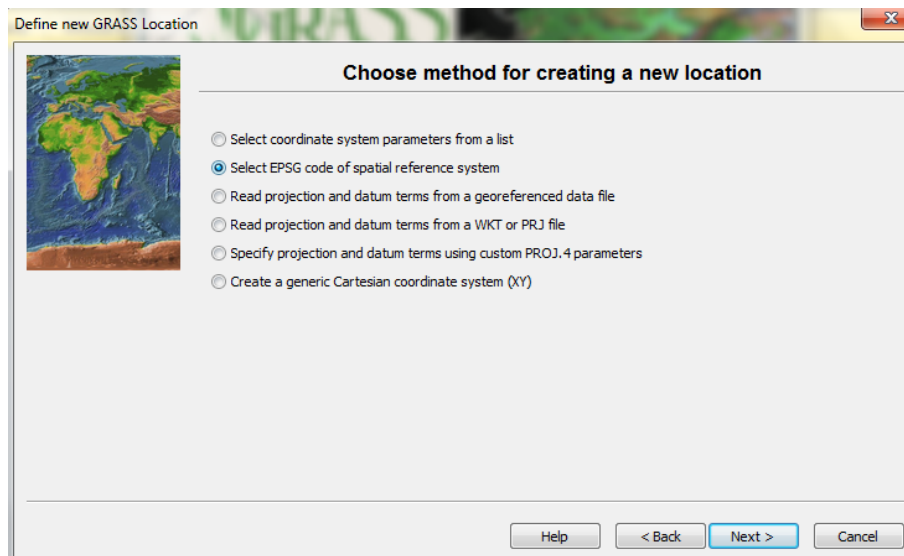 GRASS
Define new GRASS Location
Choose method for creating a new location
Select coordinate system parameters from a list
Select EPSG code of spatial reference system
Read projection and datum terms from a georeferenced data file
Read projection and datum terms from a WKT or PRJ file
Specify projection and datum terms using custom PROJ.4 parameters
Create a generic Cartesian coordinate system (XY)
Help
< Back
Next >
Cancel